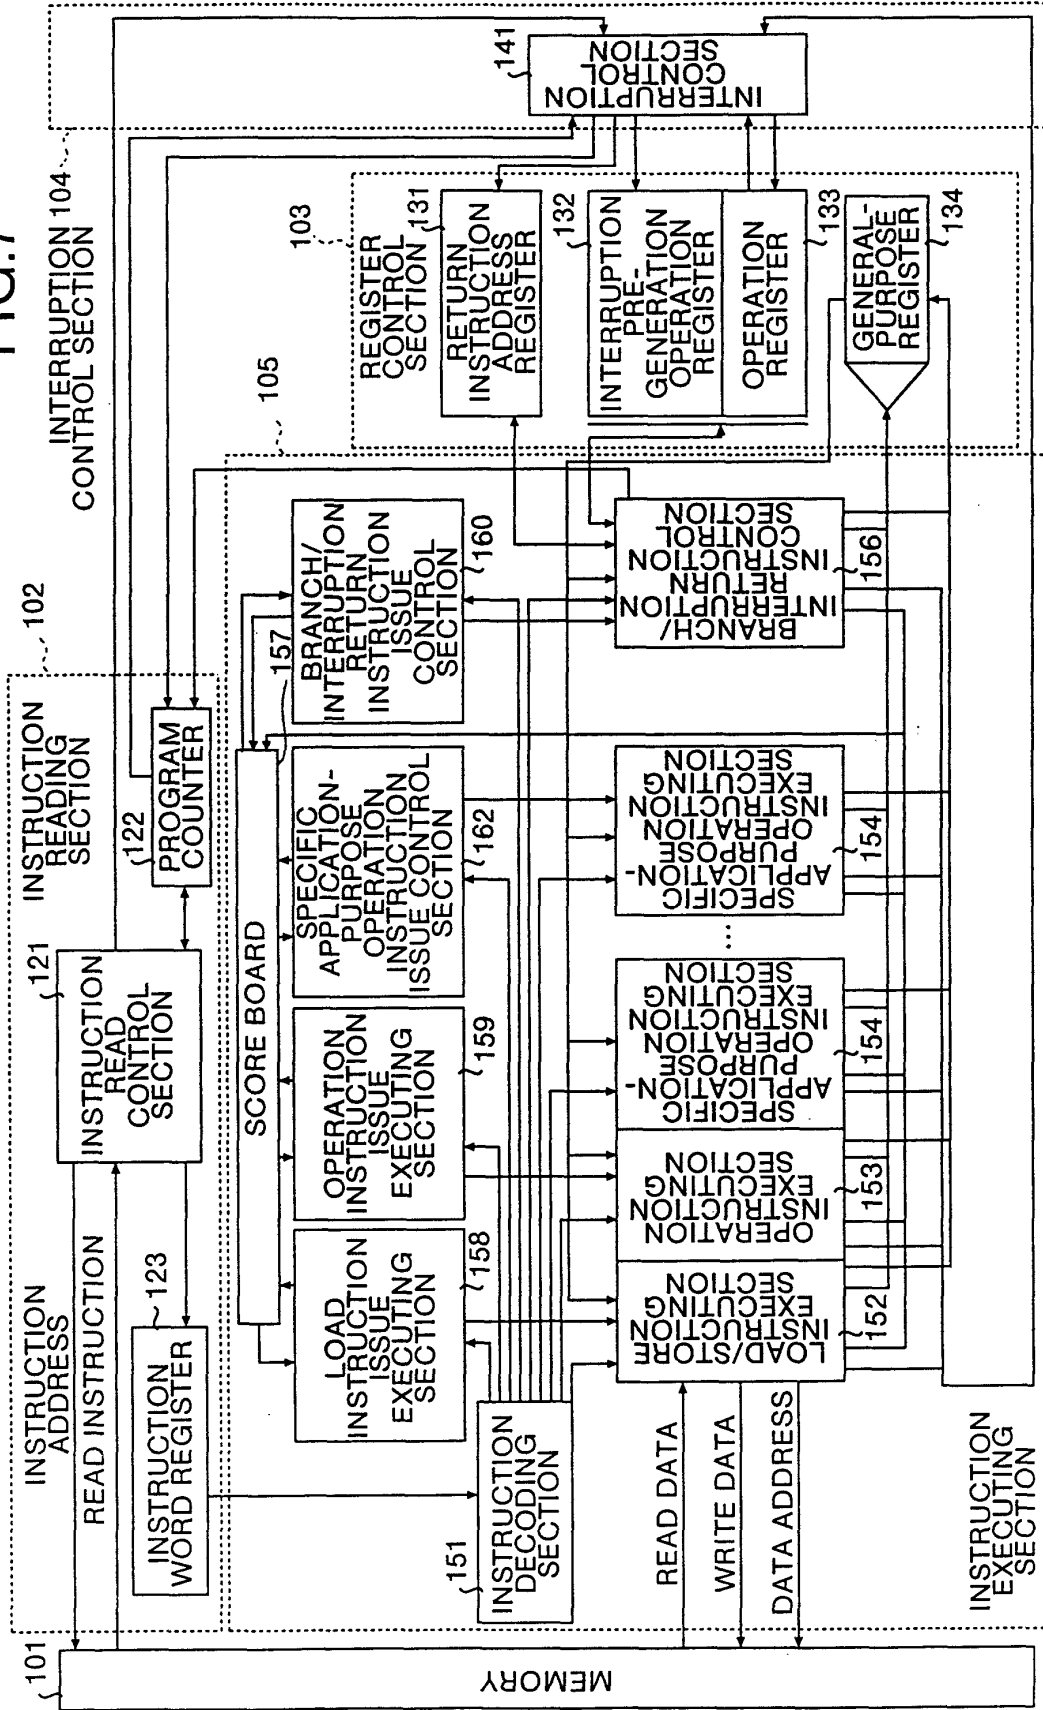 FIG.7
INTERRUPTION 104
CONTROL SECTION
INSTRUCTION
READING
SECTION
102
INSTRUCTION
ADDRESS
READ INSTRUCTION
101
MEMORY
121
INSTRUCTION
READ
CONTROL
SECTION
122
PROGRAM
COUNTER
123
INSTRUCTION
WORD REGISTER
141
INTERRUPTION
CONTROL
SECTION
103
REGISTER
CONTROL
SECTION
131
RETURN
INSTRUCTION
ADDRESS
REGISTER
132
INTERRUPTION
PRE-
GENERATION
OPERATION
REGISTER
OPERATION
REGISTER
133
GENERAL-
PURPOSE
REGISTER
134
105
SCORE BOARD
157
LOAD
INSTRUCTION
ISSUE
EXECUTING
SECTION
158
OPERATION
INSTRUCTION
ISSUE
EXECUTING
SECTION
159
SPECIFIC
APPLICATION-
PURPOSE
OPERATION
INSTRUCTION
ISSUE CONTROL
SECTION
162
BRANCH/
INTERRUPTION
RETURN
INSTRUCTION
ISSUE
CONTROL
SECTION
160
151
INSTRUCTION
DECODING
SECTION
READ DATA
WRITE DATA
DATA ADDRESS
LOAD/STORE
INSTRUCTION
EXECUTING
SECTION
152
OPERATION
INSTRUCTION
EXECUTING
SECTION
153
SPECIFIC
APPLICATION-
PURPOSE
OPERATION
INSTRUCTION
EXECUTING
SECTION
154
...
SPECIFIC
APPLICATION-
PURPOSE
OPERATION
INSTRUCTION
EXECUTING
SECTION
154
BRANCH/
INTERRUPTION
RETURN
INSTRUCTION
CONTROL
SECTION
156
INSTRUCTION
EXECUTING
SECTION